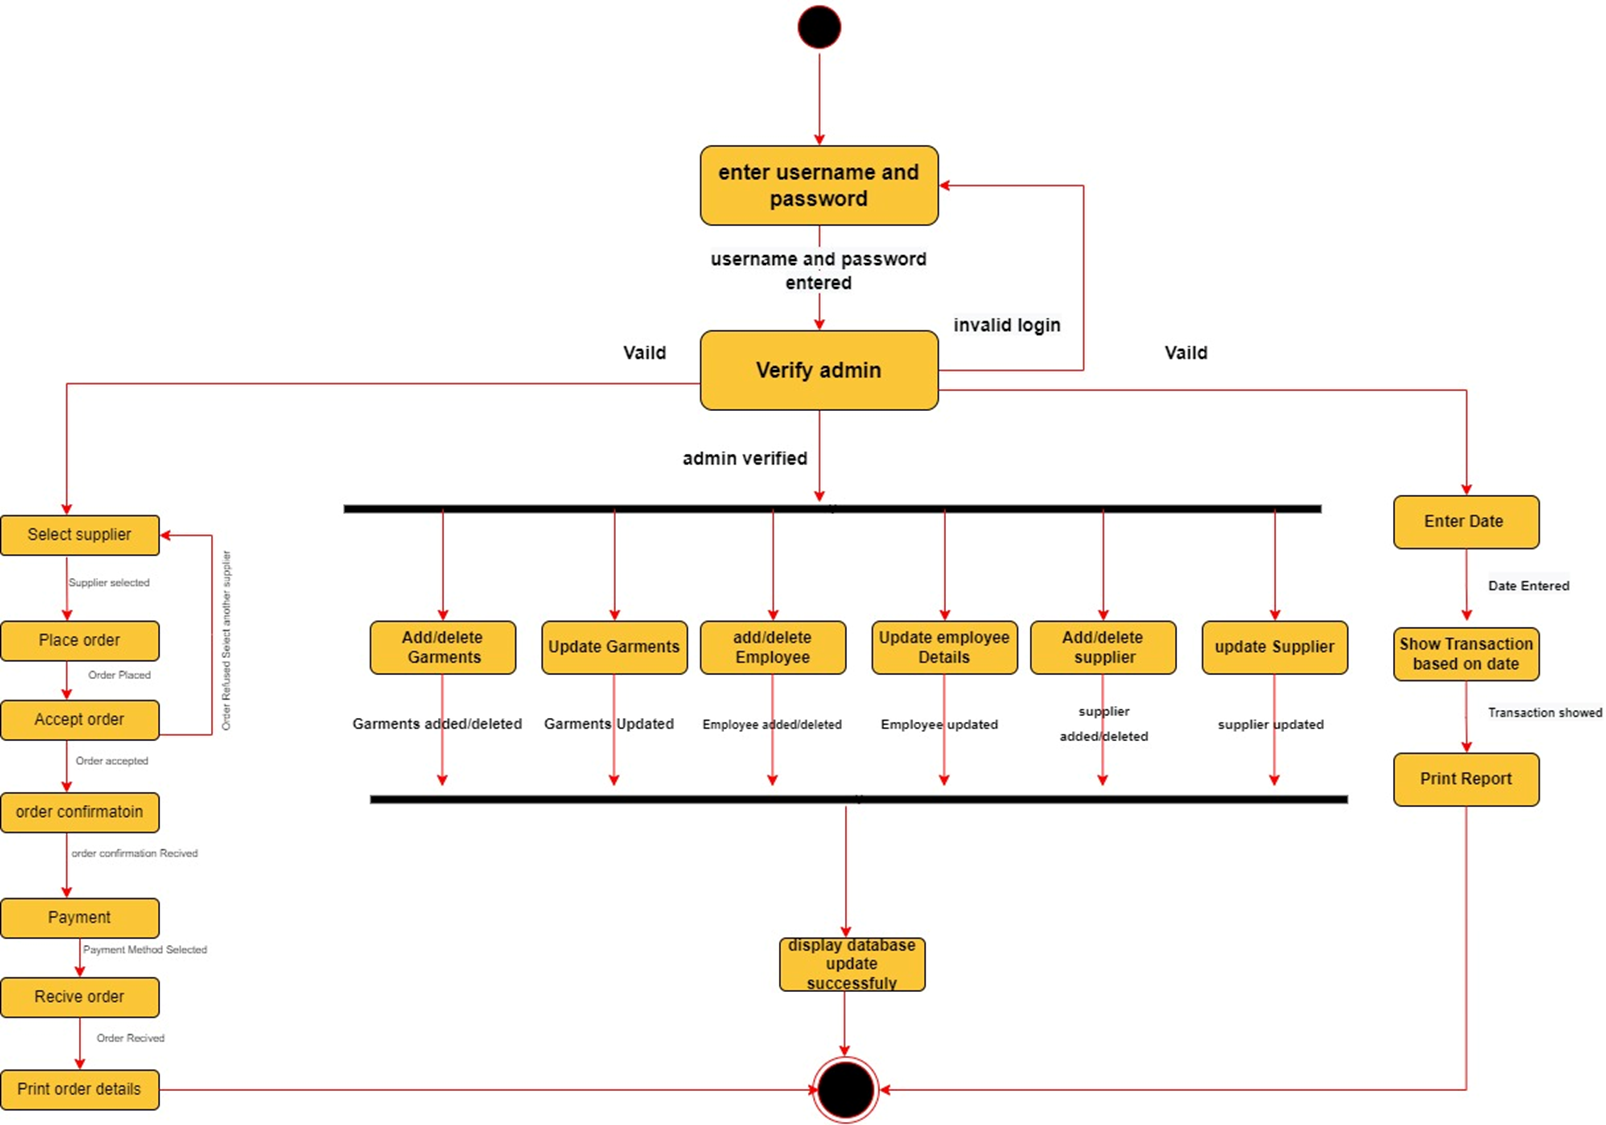 enter username and
password
username and password
entered
invalid login
Vaild
Verify admin
Vaild
admin verified
Select supplier
Supplier selected
Place order
Order Placed
Accept order
Order Refused Select another supplier
Order accepted
order confirmatoin
order confirmation Recived
Payment
Payment Method Selected
Recive order
Order Recived
Print order details
Add/delete
Garments
Update Garments
add/delete
Employee
Update employee
Details
Add/delete
supplier
update Supplier
Garments added/deleted
Garments Updated
Employee added/deleted
Employee updated
supplier
added/deleted
supplier updated
display database
update
successfuly
Enter Date
Date Entered
Show Transaction
based on date
Transaction showed
Print Report